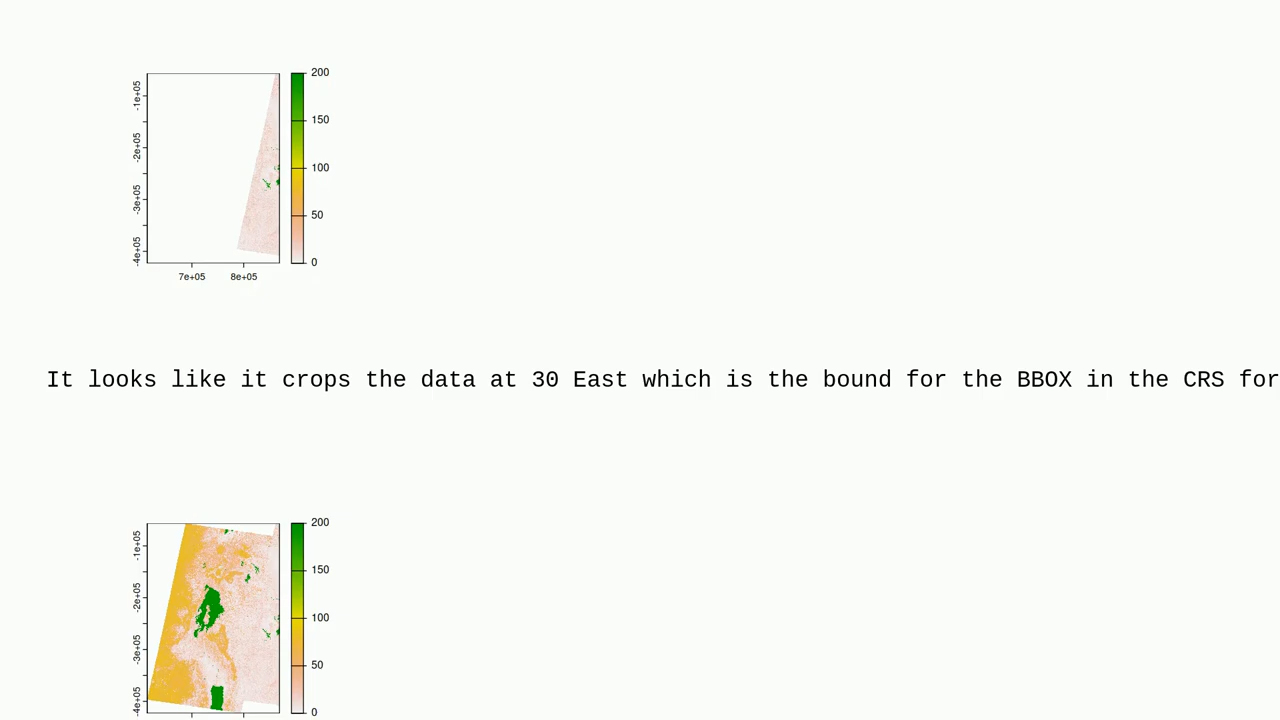 200
150
100
50
0
-1e+05
-2e+05
-3e+05
-4e+05
7e+05 8e+05
It looks like it crops the data at 30 East which is the bound for the BBOX in the CRS for
200
150
100
50
0
-1e+05
-2e+05
-3e+05
-4e+05